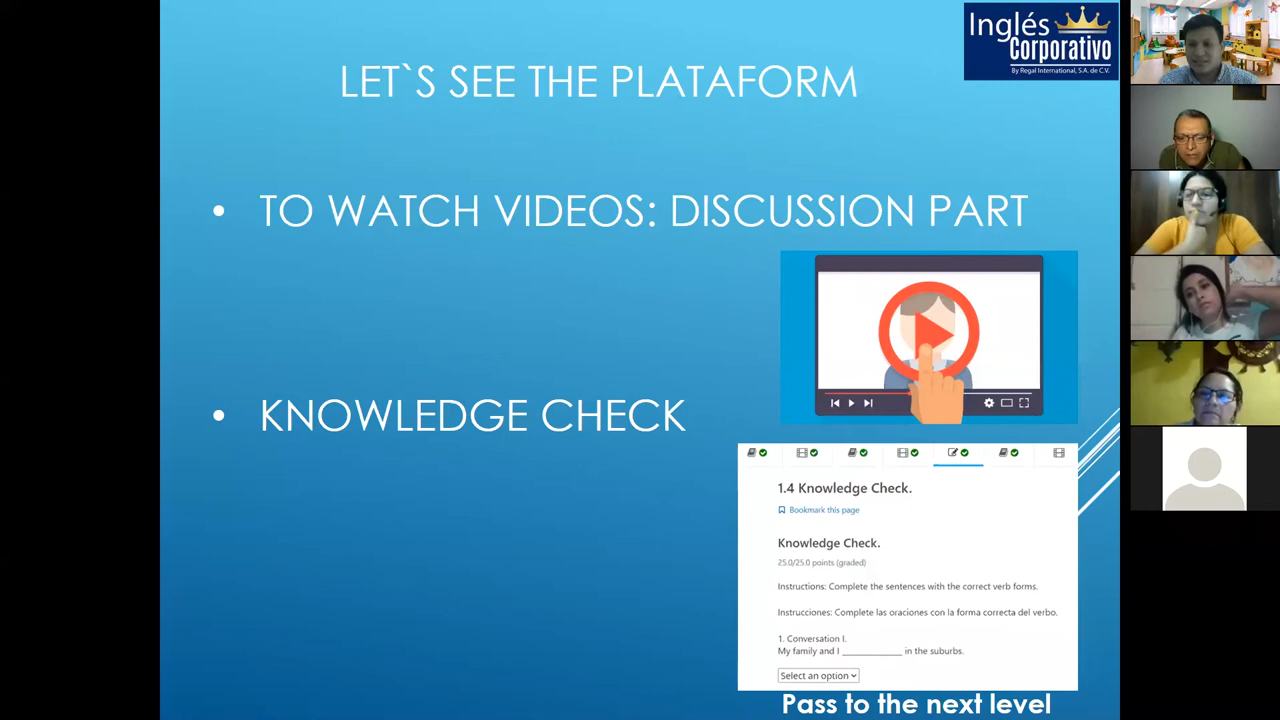 Inglés
Corporativo
By Regal International, S.A. de C.V.
LET`S SEE THE PLATAFORM
• TO WATCH VIDEOS: DISCUSSION PART
• KNOWLEDGE CHECK
1.4 Knowledge Check.
Bookmark this page
Knowledge Check.
25.0/25.0 points (graded)
Instructions: Complete the sentences with the correct verb forms.
Instrucciones: Complete las oraciones con la forma correcta del verbo.
1. Conversation I.
My family and I ______________ in the suburbs.
Select an option
Pass to the next level